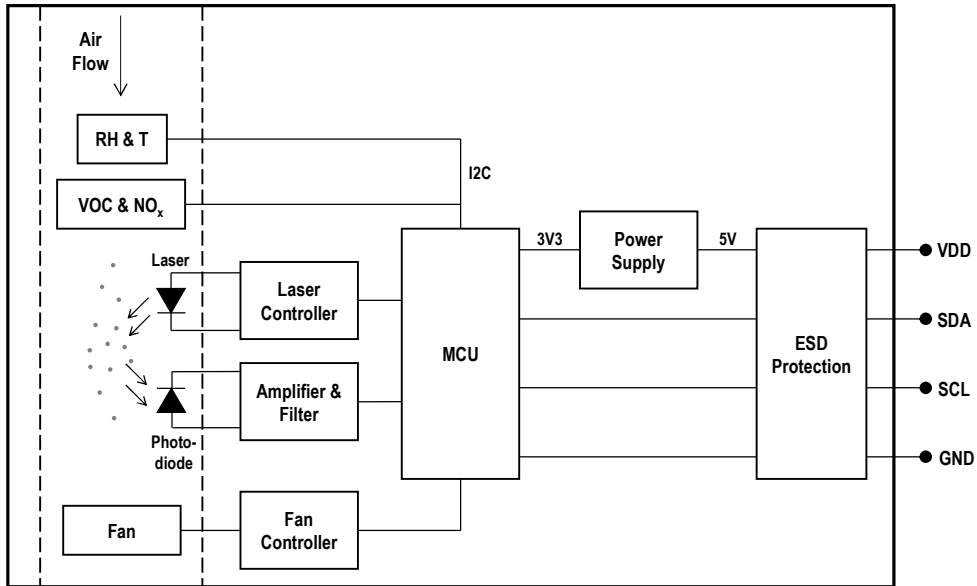 Air
Flow
RH & T
I2C
VOC & NOx
3V3
Power
Supply
5V
VDD
Laser
Laser
Controller
SDA
MCU
ESD
Protection
Amplifier &
Filter
SCL
Photo-
diode
GND
Fan
Fan
Controller